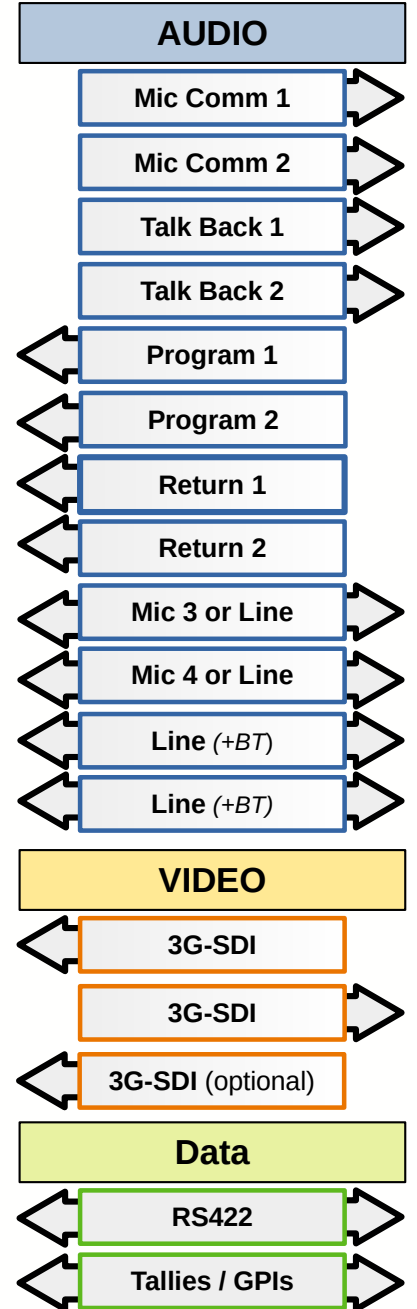 AUDIO
Mic Comm 1
Mic Comm 2
Talk Back 1
Talk Back 2
Program 1
Program 2
Return 1
Return 2
Mic 3 or Line
Mic 4 or Line
Line (+BT)
Line (+BT)
VIDEO
3G-SDI
3G-SDI
3G-SDI (optional)
Data
RS422
Tallies / GPIs